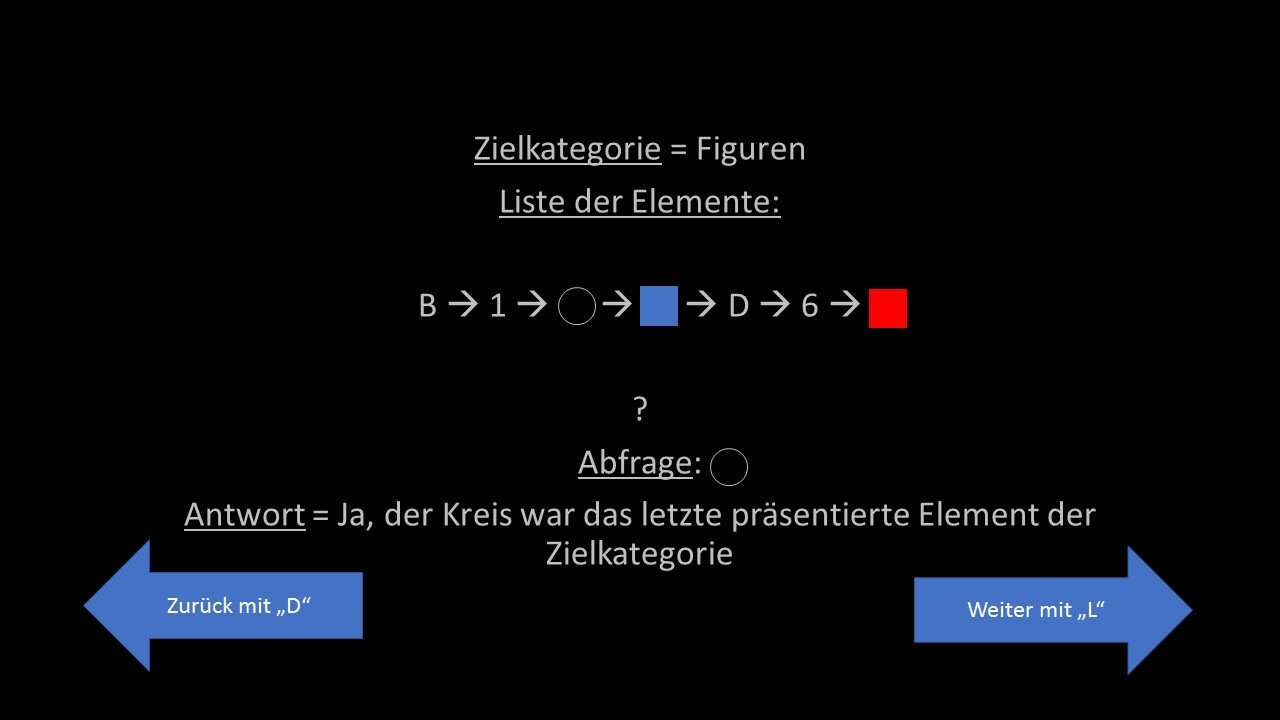 Zielkategorie = Figuren
Liste der Elemente:
B → 1 → → → D → 6 →
?
Abfrage:
Antwort = Ja, der Kreis war das letzte präsentierte Element der
Zielkategorie
Zurück mit „D“
Weiter mit „L“